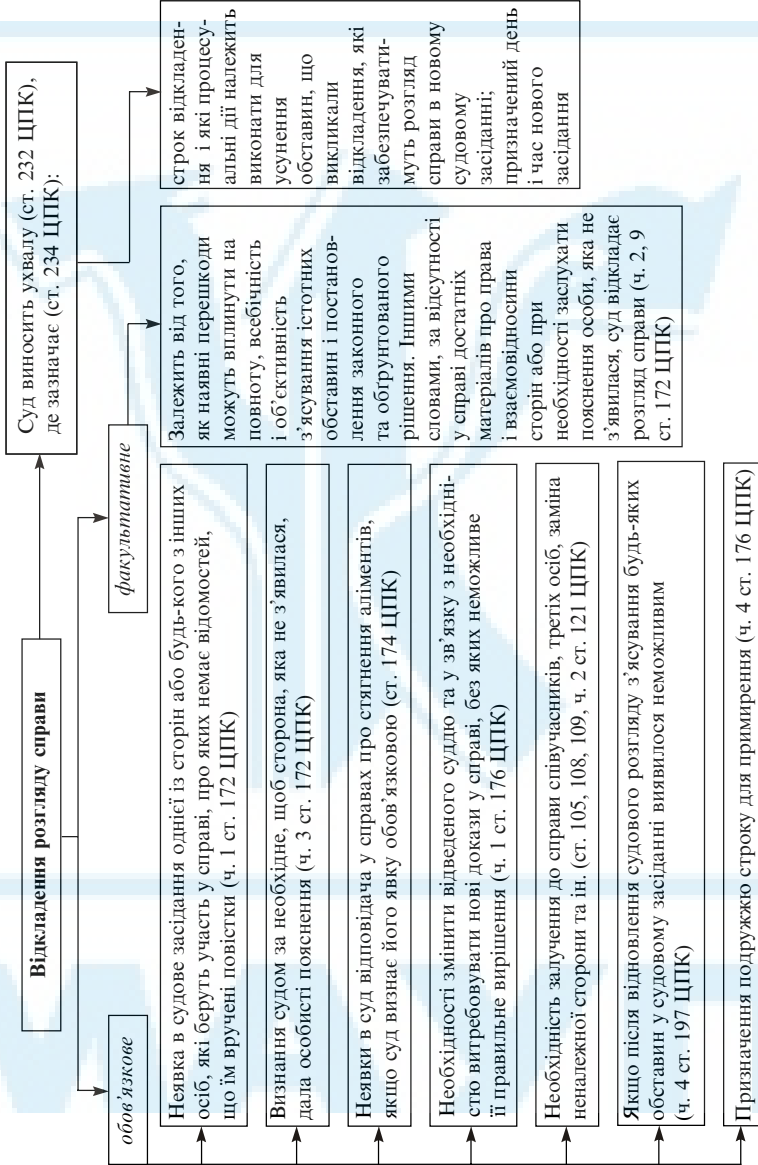 Відкладення розгляду справи
Суд виносить ухвалу (ст. 232 ЦПК),
де зазначає (ст. 234 ЦПК):
обов’язкове
факультативне
строк відкладен-
ня і які процесу-
альні дії належить
виконати для
усунення
обставин, що
викликали
відкладення, які
забезпечувати-
муть розгляд
справи в новому
судовому
засіданні;
призначений день
і час нового
засідання
Неявка в судове засідання однієї із сторін або будь-кого з інших
осіб, які беруть участь у справі, про яких немає відомостей,
що їм вручені повістки (ч. 1 ст. 172 ЦПК)
Визнання судом за необхідне, щоб сторона, яка не з’явилася,
дала особисті пояснення (ч. 3 ст. 172 ЦПК)
Неявки в суд відповідача у справах про стягнення аліментів,
якщо суд визнає його явку обов’язковою (ст. 174 ЦПК)
Необхідності змінити відведеного суддю та у зв’язку з необхідні-
стю витребовувати нові докази у справі, без яких неможливе
її правильне вирішення (ч. 1 ст. 176 ЦПК)
Необхідність залучення до справи співучасників, третіх осіб, заміна
неналежної сторони та ін. (ст. 105, 108, 109, ч. 2 ст. 121 ЦПК)
Якщо після відновлення судового розгляду з’ясування будь-яких
обставин у судовому засіданні виявилося неможливим
(ч. 4 ст. 197 ЦПК)
Призначення подружжю строку для примирення (ч. 4 ст. 176 ЦПК)
Залежить від того,
як наявні перешкоди
можуть вплинути на
повноту, всебічність
і об’єктивність
з’ясування істотних
обставин і постанов-
лення законного
та обґрунтованого
рішення. Іншими
словами, за відсутності
у справі достатніх
матеріалів про права
і взаємовідносини
сторін або при
необхідності заслухати
пояснення особи, яка не
з’явилася, суд відкладає
розгляд справи (ч. 2, 9
ст. 172 ЦПК)